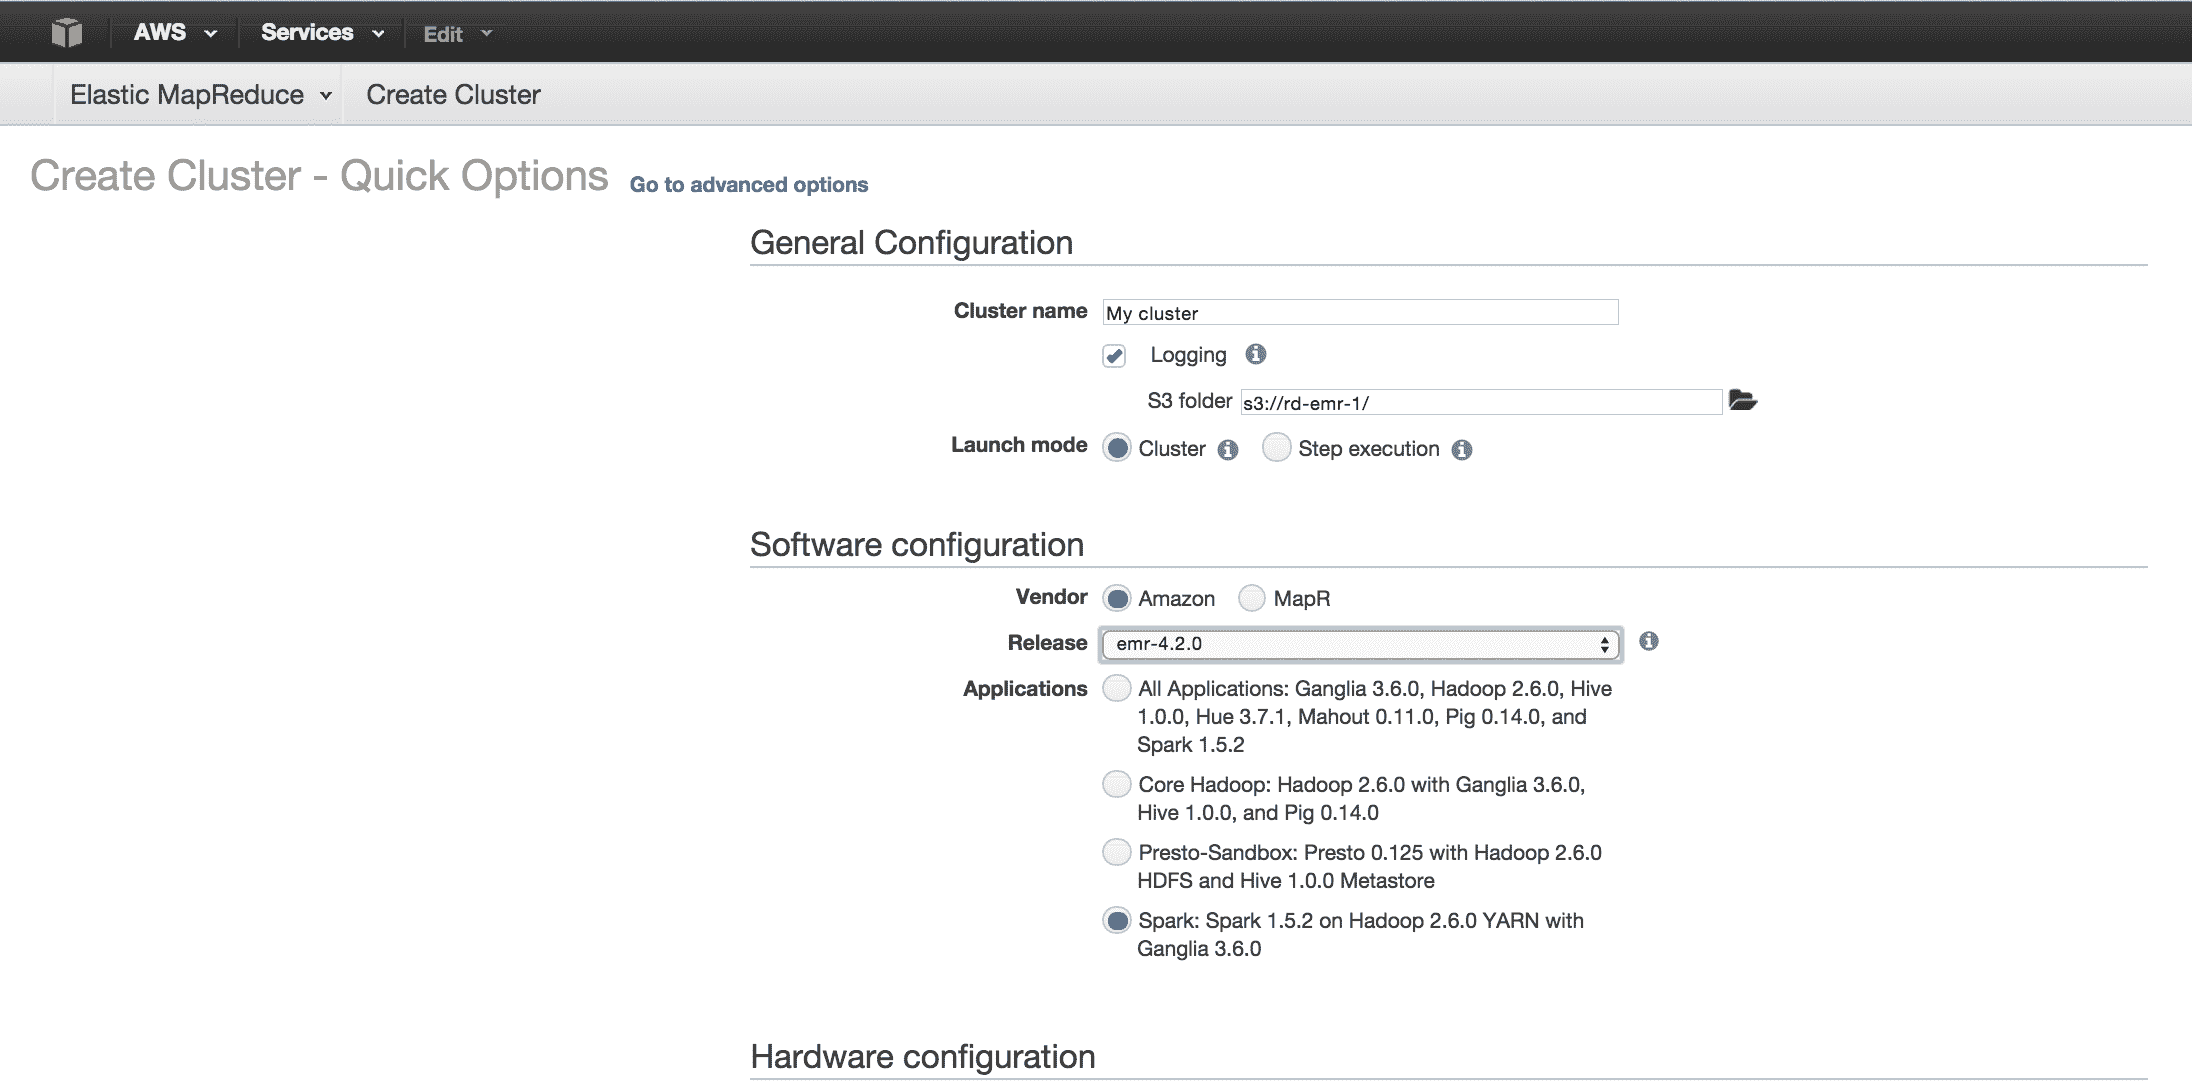 AWS Services Edit
Elastic MapReduce Create Cluster
Create Cluster - Quick Options Go to advanced options
General Configuration
Cluster name My cluster
Logging
S3 folder s3://rd-emr-1/
Launch mode Cluster Step execution
Software configuration
Vendor Amazon MapR
Release emr-4.2.0
Applications All Applications: Ganglia 3.6.0, Hadoop 2.6.0, Hive
1.0.0, Hue 3.7.1, Mahout 0.11.0, Pig 0.14.0, and
Spark 1.5.2
Core Hadoop: Hadoop 2.6.0 with Ganglia 3.6.0,
Hive 1.0.0, and Pig 0.14.0
Presto-Sandbox: Presto 0.125 with Hadoop 2.6.0
HDFS and Hive 1.0.0 Metastore
Spark: Spark 1.5.2 on Hadoop 2.6.0 YARN with
Ganglia 3.6.0
Hardware configuration